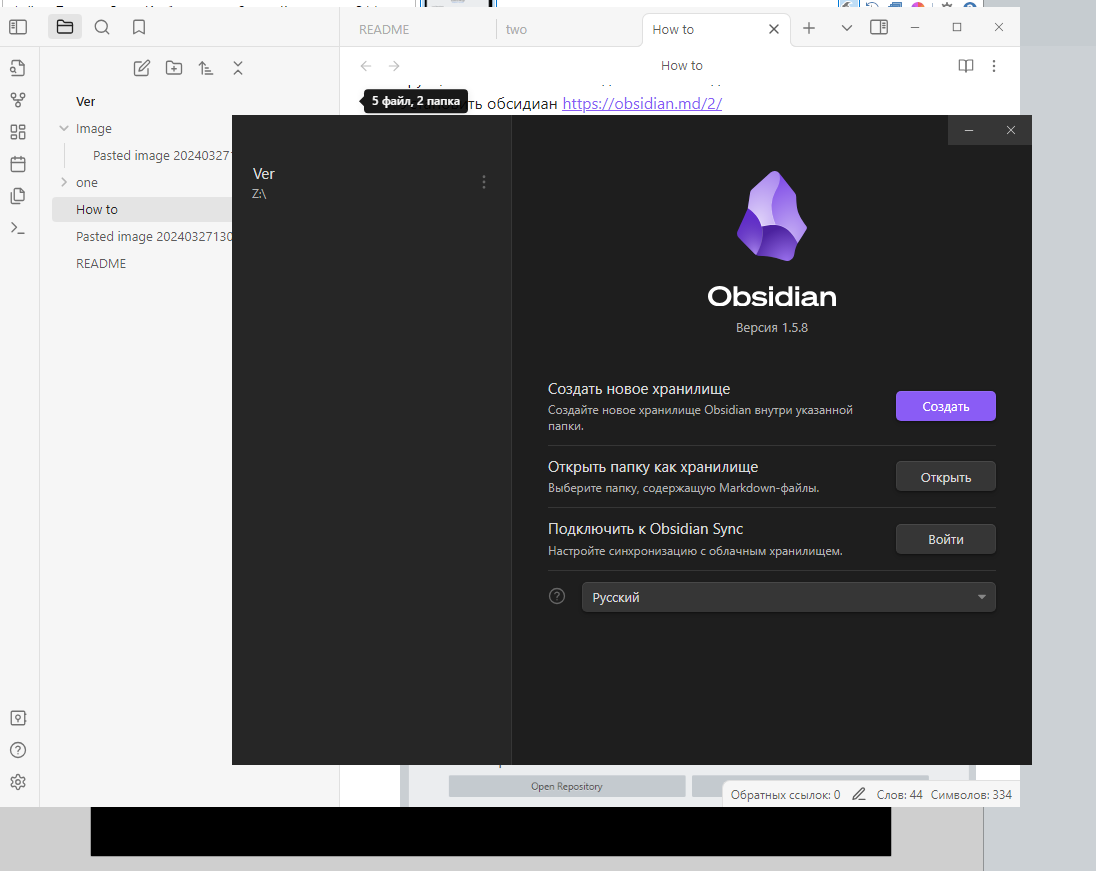 README
two
How to
How to
Ver
5 файл, 2 папка
ть обсидиан https://obsidian.md/2/
Image
Pasted image 20240327
one
How to
Pasted image 20240327130
README
Ver
Z:\
Obsidian
Версия 1.5.8
Создать новое хранилище
Создайте новое хранилище Obsidian внутри указанной
папки.
Создать
Открыть папку как хранилище
Выберите папку, содержащую Markdown-файлы.
Открыть
Подключить к Obsidian Sync
Настройте синхронизацию с облачным хранилищем.
Войти
Русский
Open Repository
Обратных ссылок: 0
Слов: 44
Символов: 334